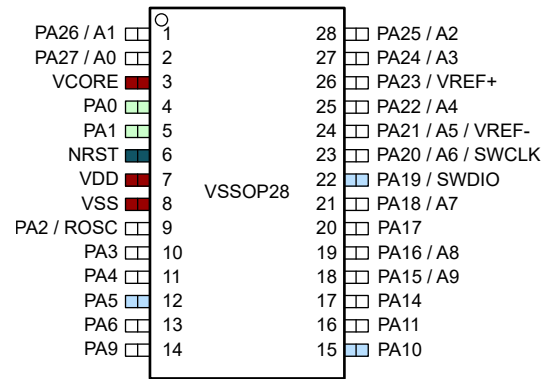 PA26 / A1 1 28 PA25 / A2
PA27 / A0 2 27 PA24 / A3
VCORE 3 26 PA23 / VREF+
PA0 4 25 PA22 / A4
PA1 5 24 PA21 / A5 / VREF-
NRST 6 23 PA20 / A6 / SWCLK
VDD 7 22 PA19 / SWDIO
VSSOP28
VSS 8 21 PA18 / A7
PA2 / ROSC 9 20 PA17
PA3 10 19 PA16 / A8
PA4 11 18 PA15 / A9
PA5 12 17 PA14
PA6 13 16 PA11
PA9 14 15 PA10